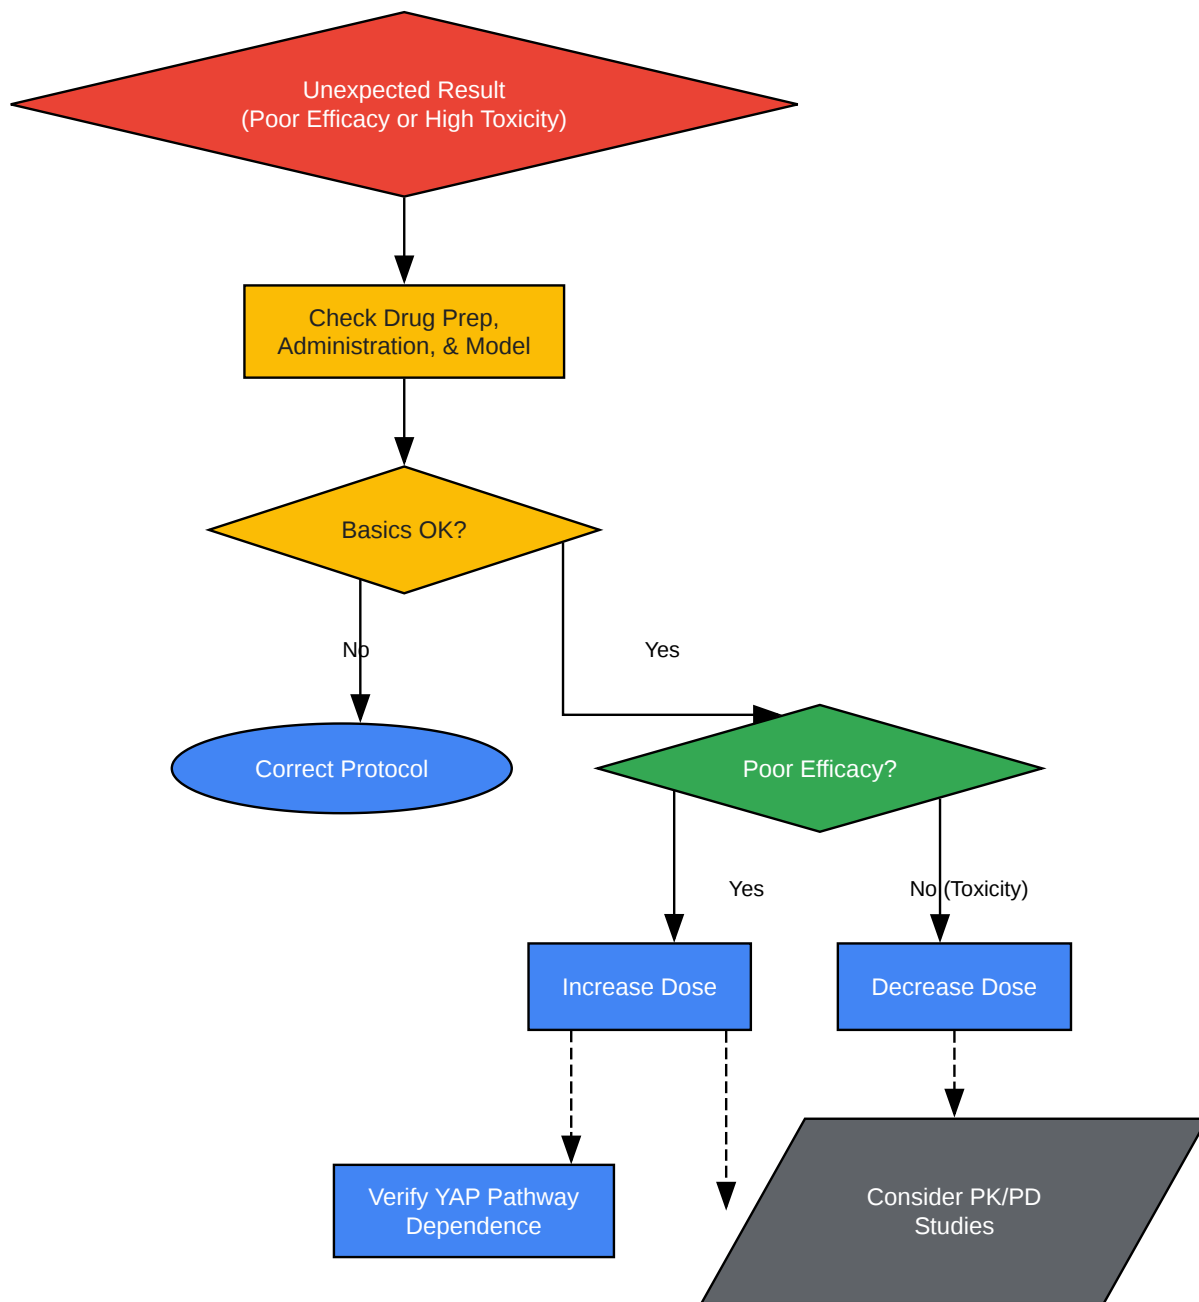 Unexpected Result
(Poor Efficacy or High Toxicity)
Check Drug Prep,
Administration, & Model
Basics OK?
No
Yes
Correct Protocol
Poor Efficacy?
Yes
No (Toxicity)
Increase Dose
Decrease Dose
Verify YAP Pathway
Dependence
Consider PK/PD
Studies